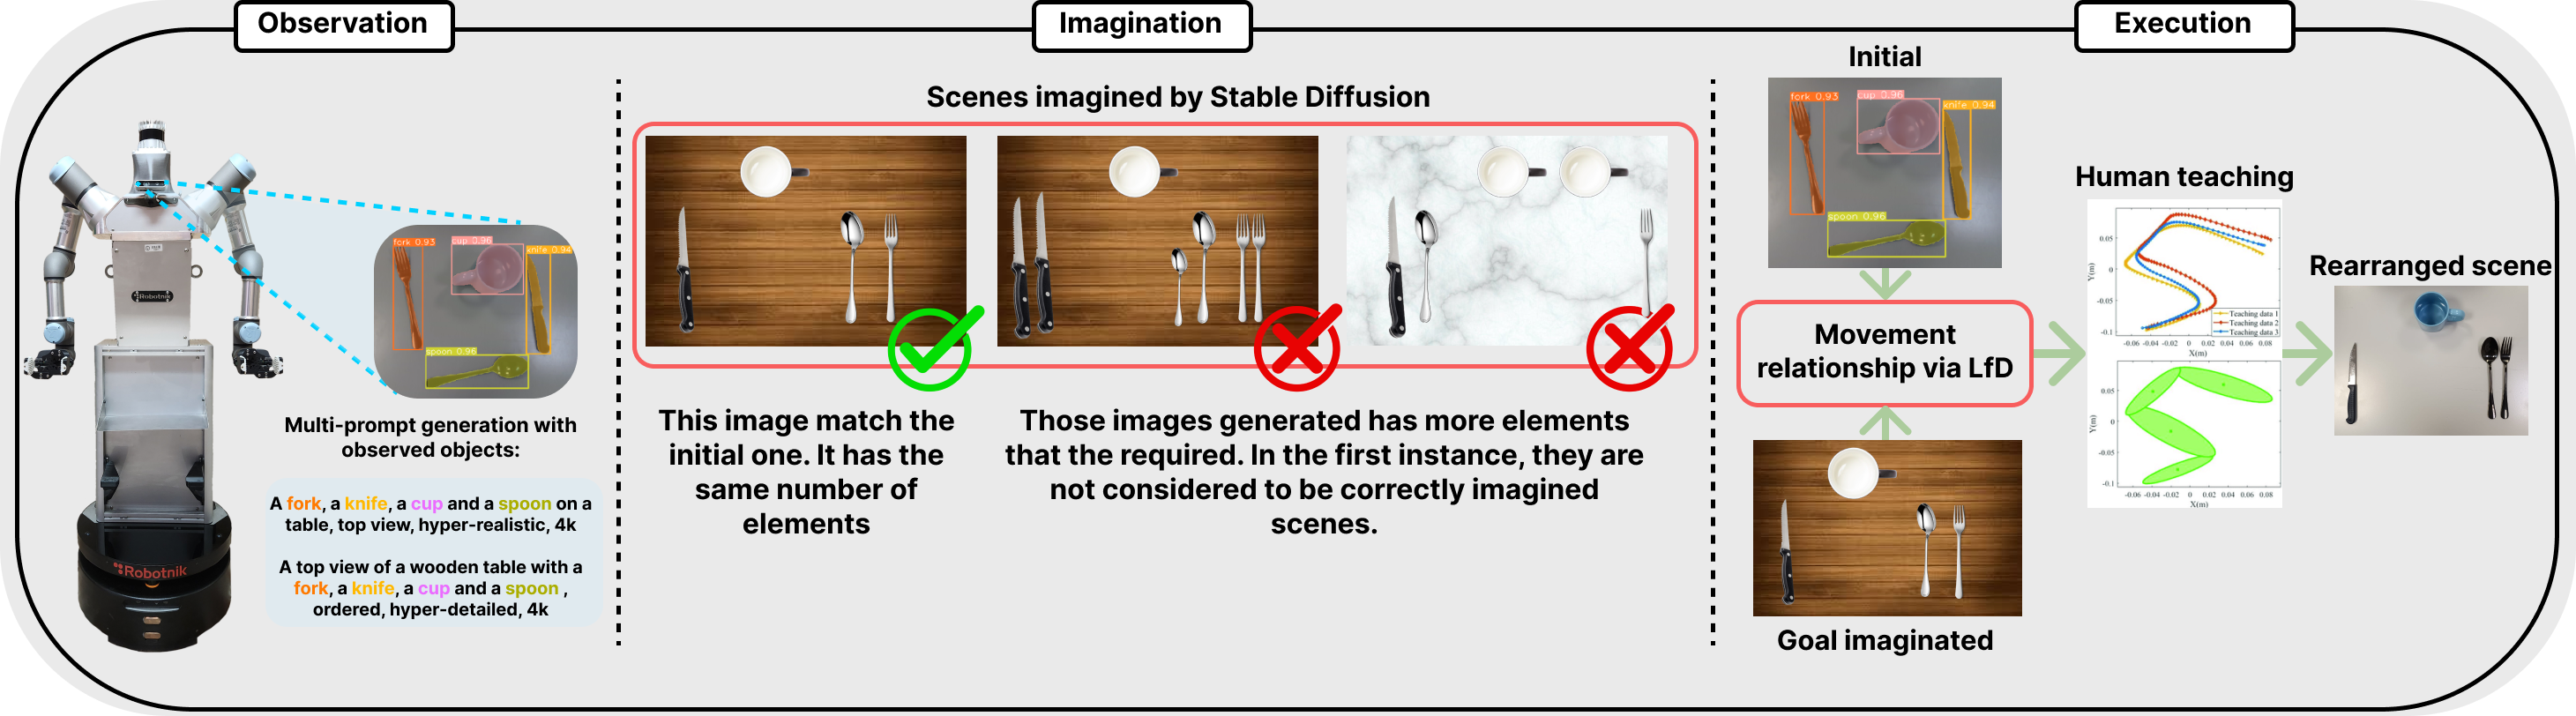 Observation
Imagination
Execution
Robotnik
Robotnik
fork 0.93
cup 0.96
knife 0.94
spoon 0.96
Multi-prompt generation with
observed objects:
A fork, a knife, a cup and a spoon on a
table, top view, hyper-realistic, 4k
A top view of a wooden table with a
fork, a knife, a cup and a spoon ,
ordered, hyper-detailed, 4k
Scenes imagined by Stable Diffusion
This image match the
initial one. It has the
same number of
elements
Those images generated has more elements
that the required. In the first instance, they are
not considered to be correctly imagined
scenes.
Initial
fork 0.93
cup 0.96
knife 0.94
spoon 0.96
Movement
relationship via LfD
Goal imaginated
Human teaching
0.05
0
-0.05
-0.1
Y(m)
Teaching data 1
Teaching data 2
Teaching data 3
-0.06 -0.04 -0.02 0 0.02 0.04 0.06 0.08
X(m)
0.05
0
-0.05
-0.1
Y(m)
-0.06 -0.04 -0.02 0 0.02 0.04 0.06 0.08
X(m)
Rearranged scene